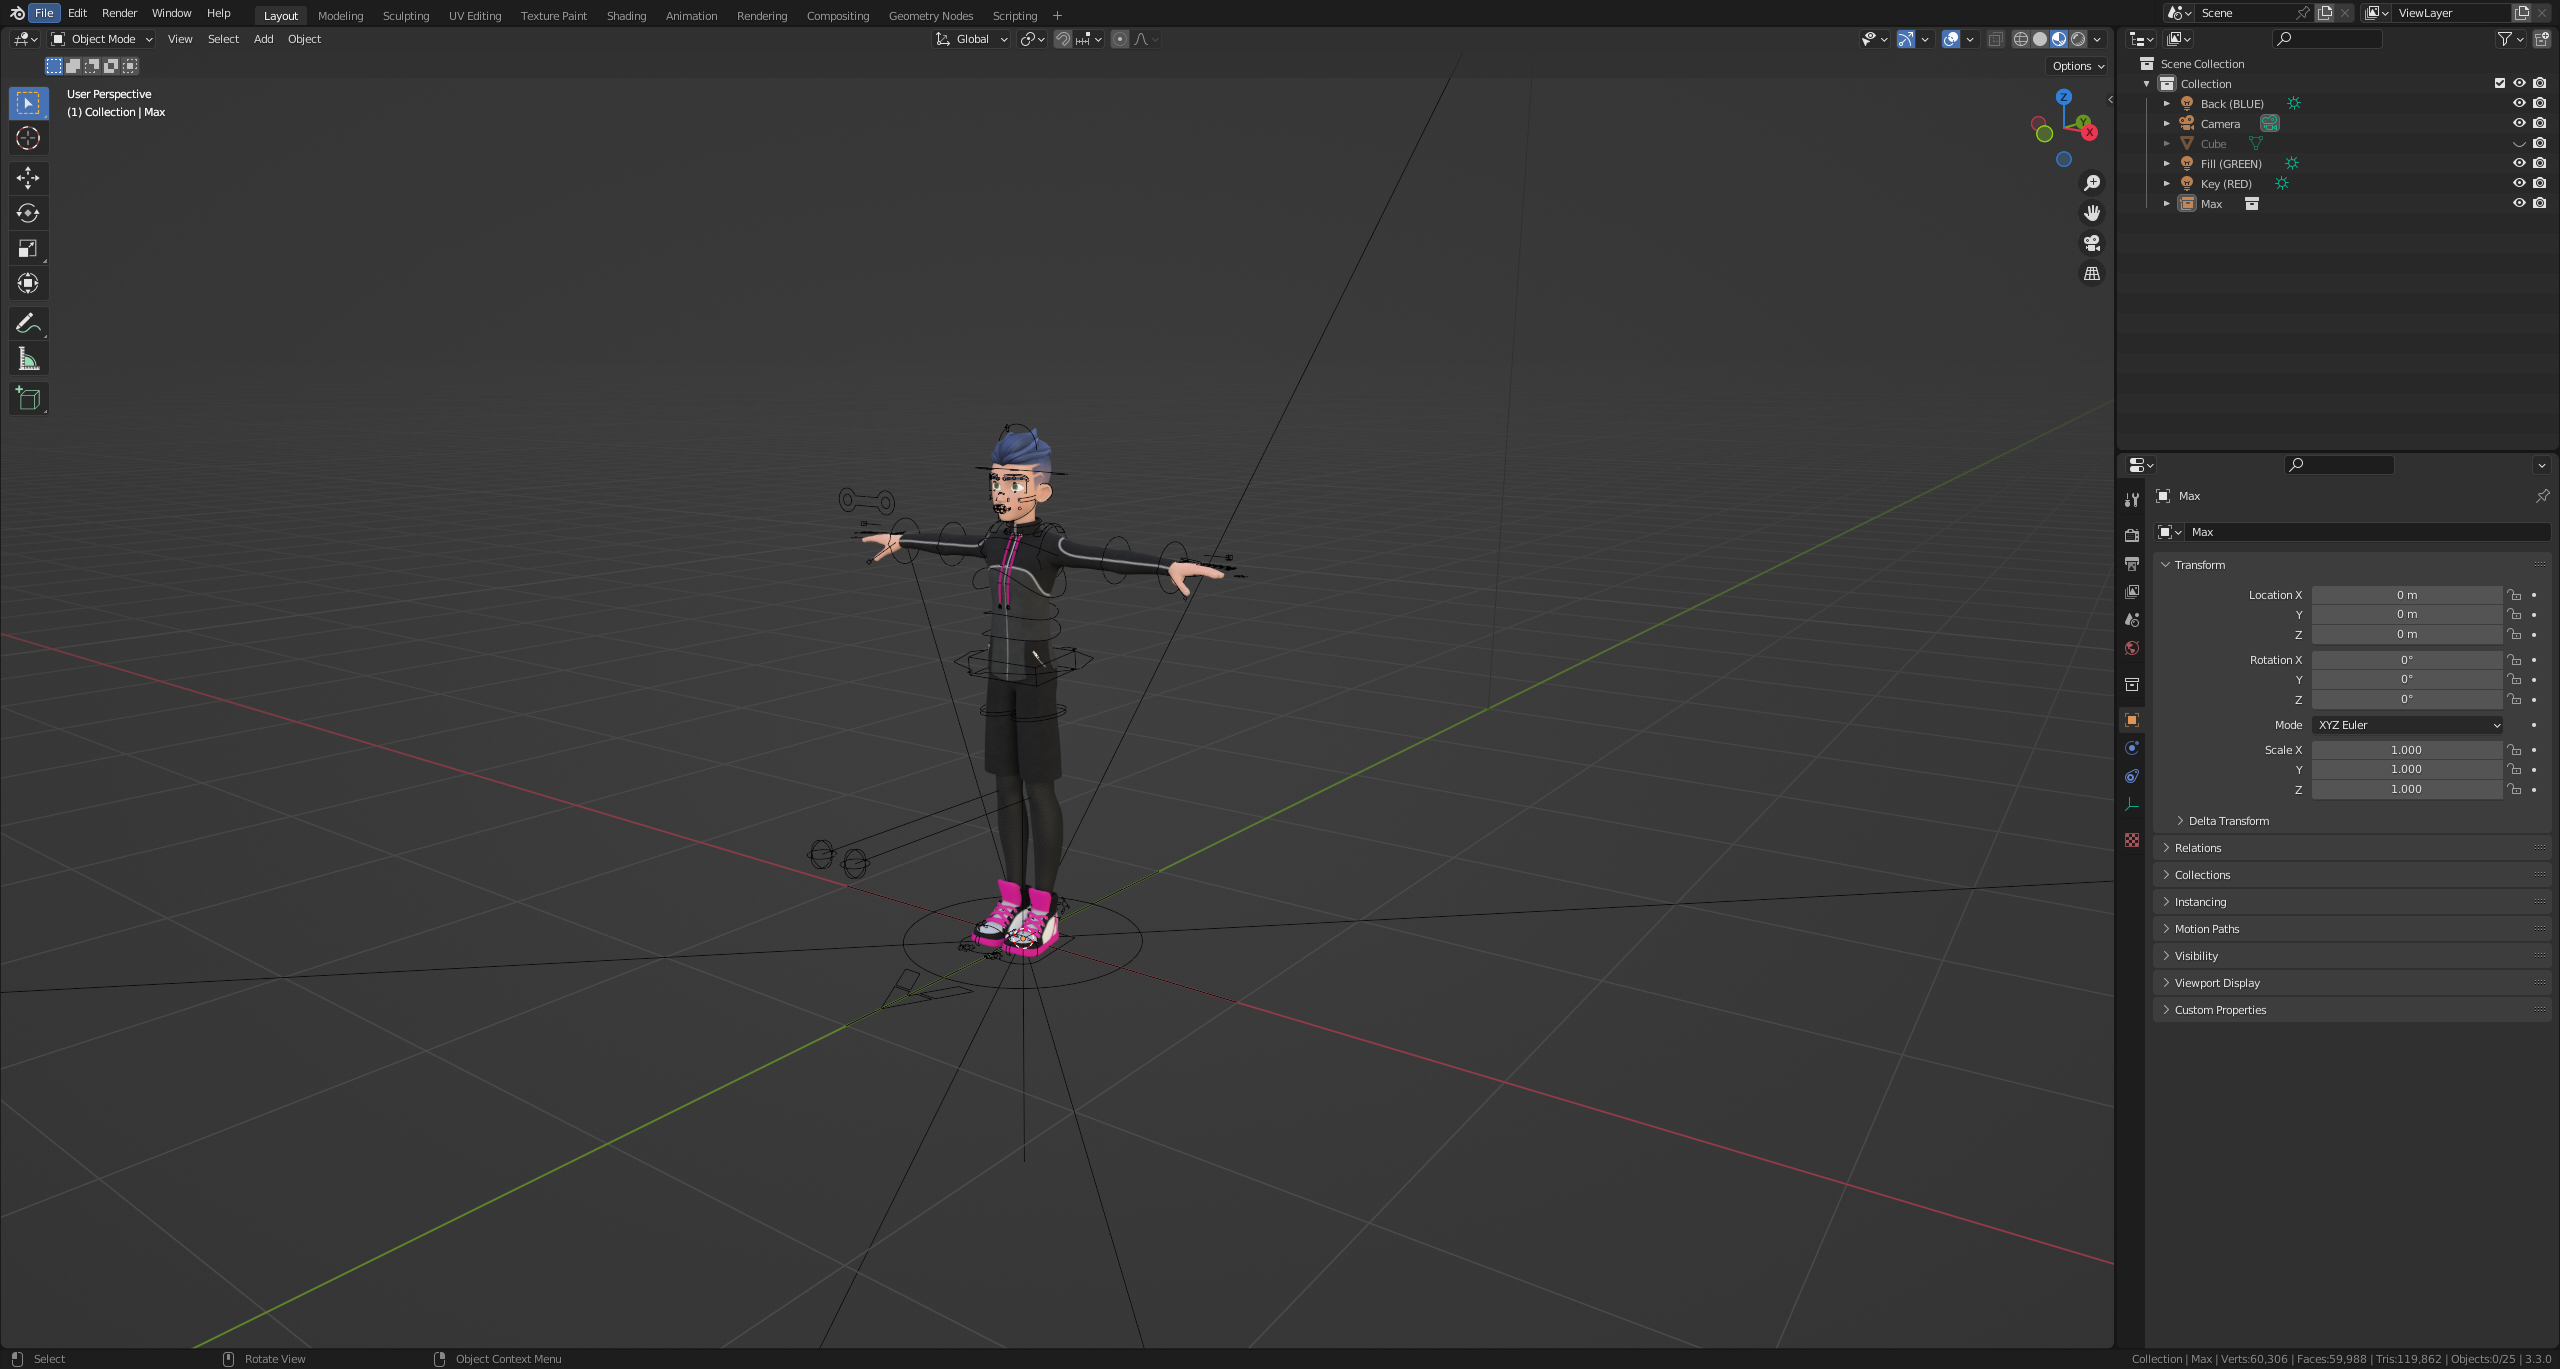 File Edit Render Window Help Layout Modeling Sculpting UV Editing Texture Paint Shading Animation Rendering Compositing Geometry Nodes Scripting + Scene ViewLayer
Object Mode View Select Add Object Global
Options
User Perspective
(1) Collection | Max
Z
Y
X
Scene Collection
Collection
Back (BLUE)
Camera
Cube
Fill (GREEN)
Key (RED)
Max
Max
Max
Transform
Location X 0 m
Y 0 m
Z 0 m
Rotation X 0°
Y 0°
Z 0°
Mode XYZ Euler
Scale X 1.000
Y 1.000
Z 1.000
Delta Transform
Relations
Collections
Instancing
Motion Paths
Visibility
Viewport Display
Custom Properties
Select Rotate View Object Context Menu Collection | Max | Verts:60,306 | Faces:59,988 | Tris:119,862 | Objects:0/25 | 3.3.0